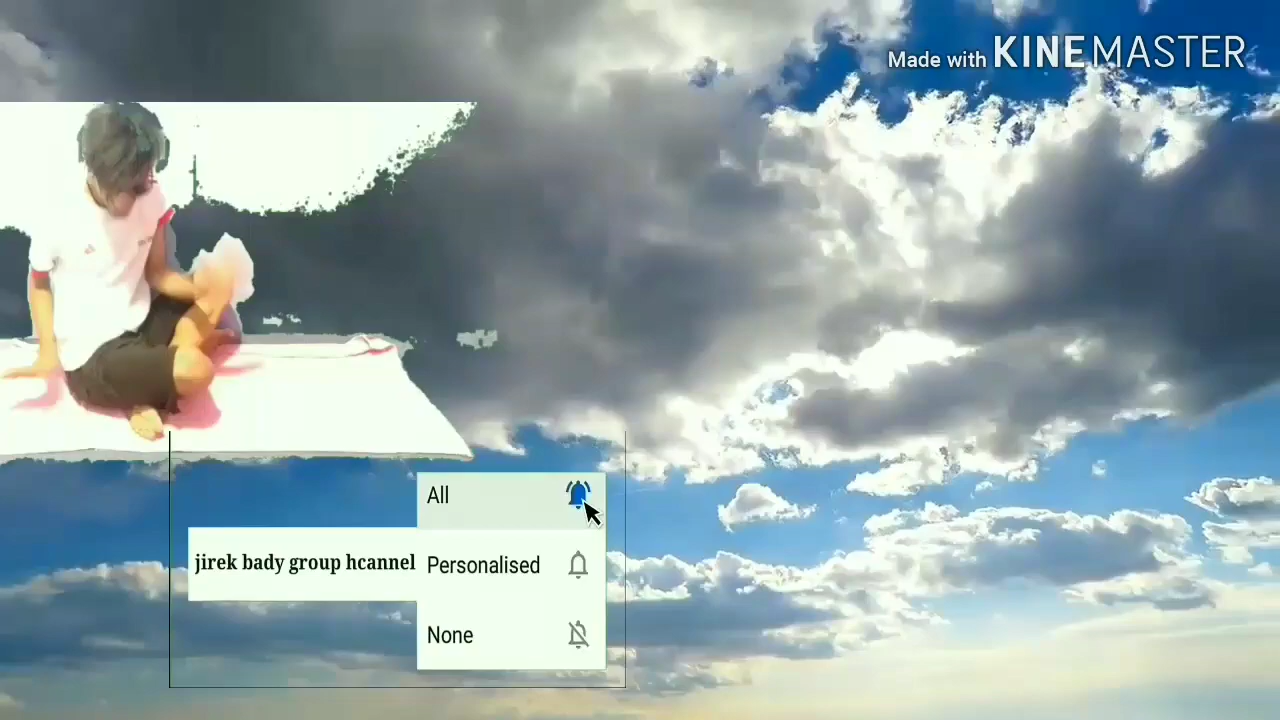 Made with KINEMASTER
All
jirek bady group hcannel
Personalised
None